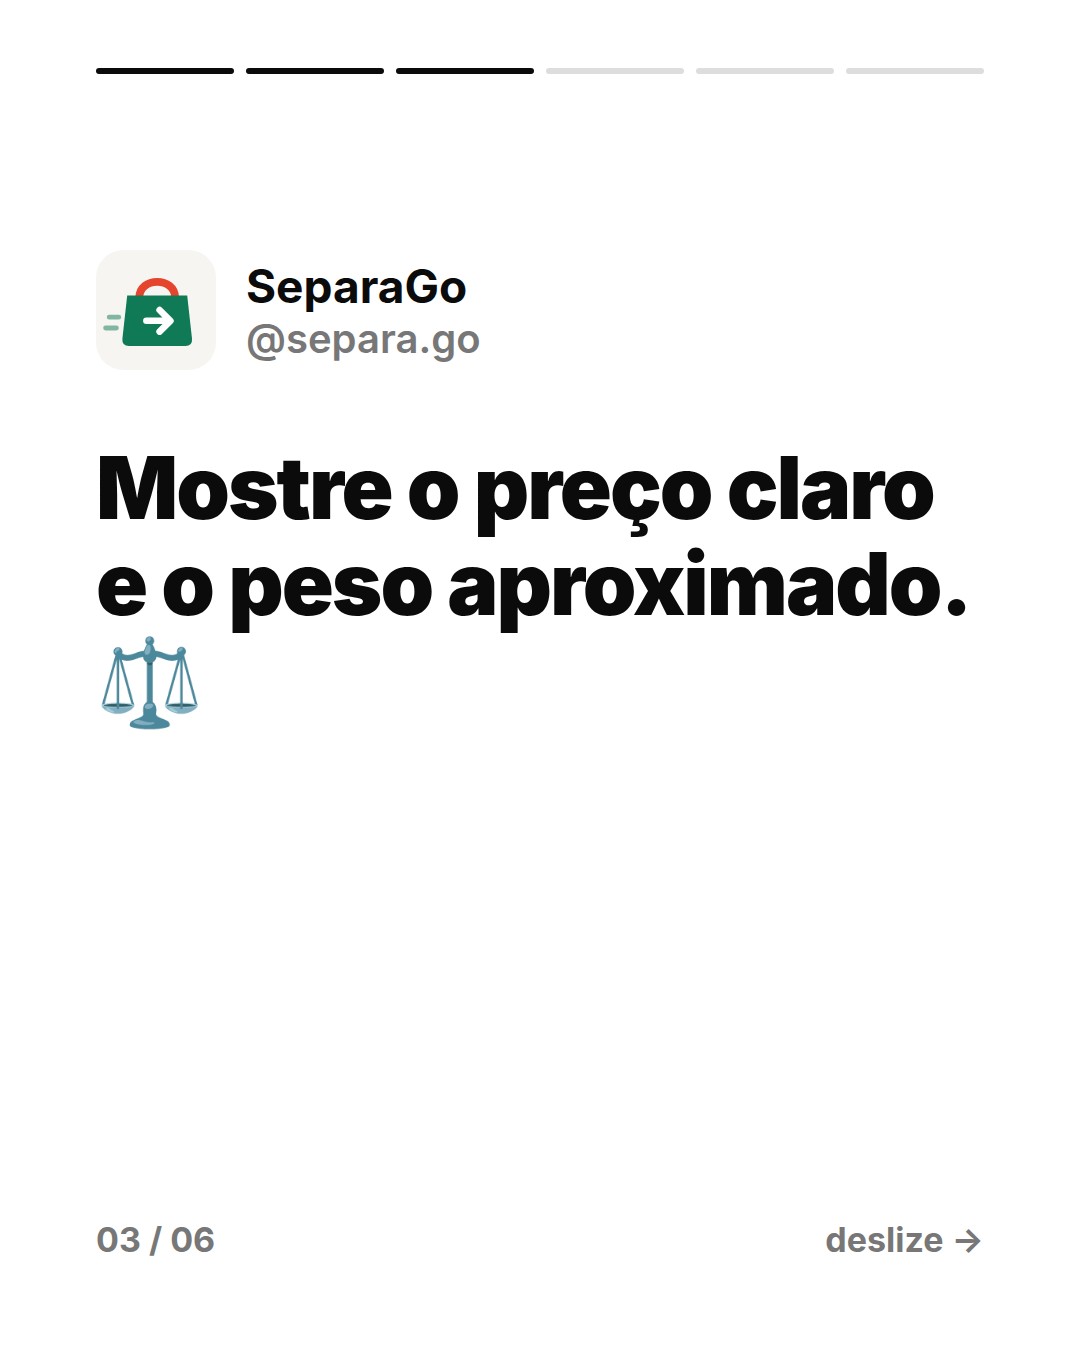 SeparaGo
@separa.go
Mostre o preço claro
e o peso aproximado.
⚖️
03 / 06
deslize →